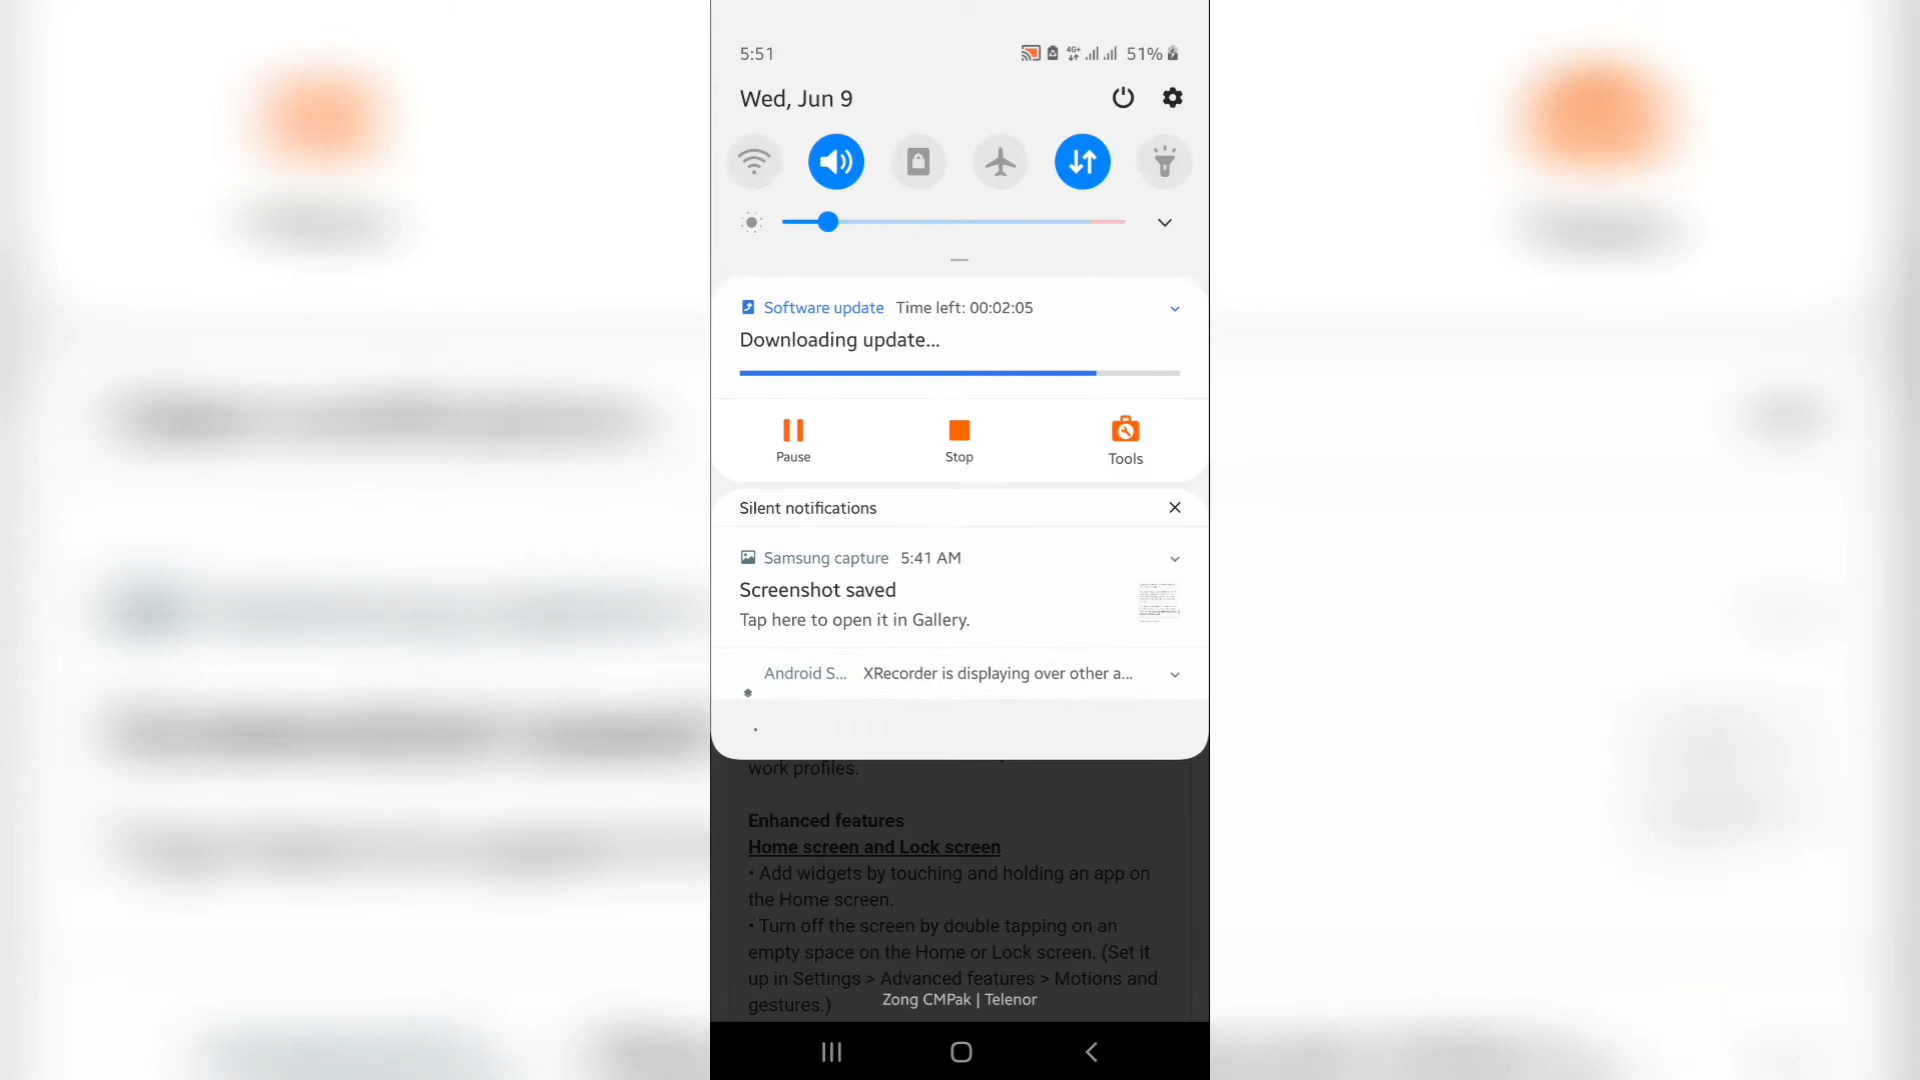 5:51
4G+
51%
Wed, Jun 9
Software update Time left: 00:02:05
Downloading update...
Pause
Stop
Tools
Silent notifications
Samsung capture 5:41 AM
Screenshot saved
Tap here to open it in Gallery.
Android S... XRecorder is displaying over other a...
work profiles.
Enhanced features
Home screen and Lock screen
• Add widgets by touching and holding an app on
the Home screen.
• Turn off the screen by double tapping on an
empty space on the Home or Lock screen. (Set it
up in Settings > Advanced features > Motions and
gestures.)
Zong CMPak | Telenor